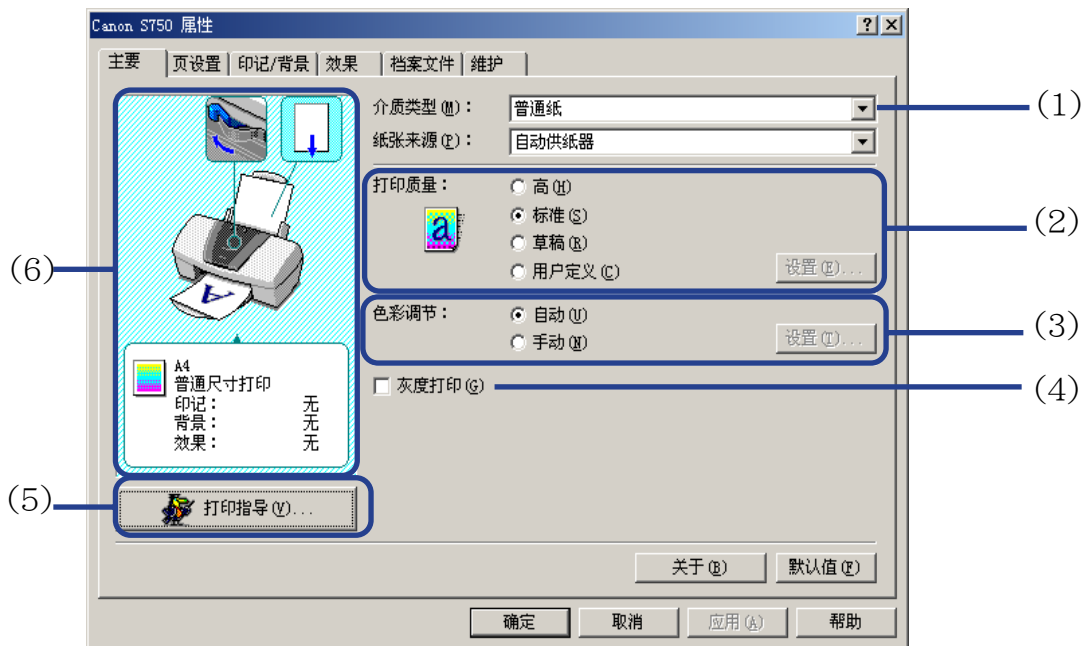 Canon S750 属性
主要 页设置 印记/背景 效果 档案文件 维护
介质类型(M)： 普通纸 (1)
纸张来源(P)： 自动供纸器
打印质量： 高(H)
标准(S) (2)
草稿(R)
用户定义(C) 设置(E)...
(6)
色彩调节： 自动(U)
手动(N) 设置(T)... (3)
灰度打印(G) (4)
a
A
A4
普通尺寸打印
印记： 无
背景： 无
效果： 无
(5) 打印指导(V)...
关于(B) 默认值(F)
确定 取消 应用(A) 帮助